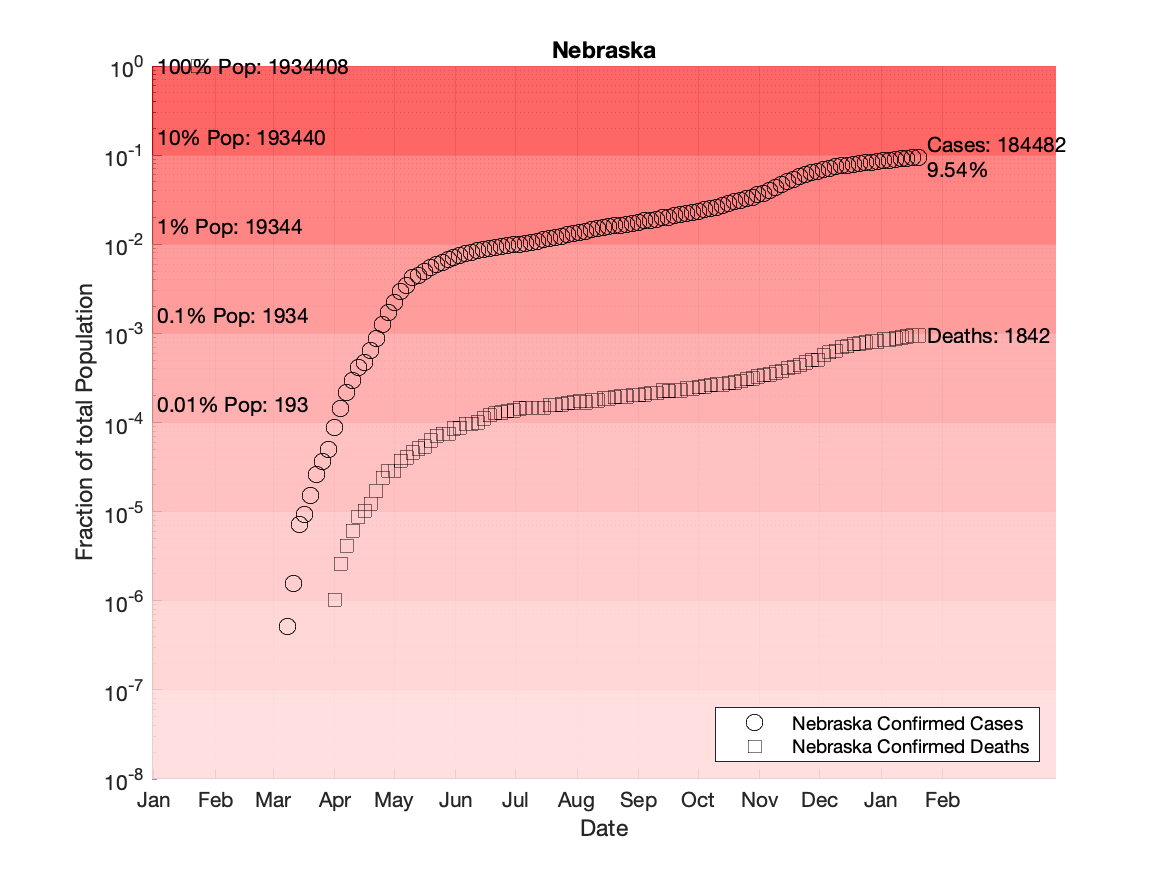 Nebraska
10^0
100% Pop: 1934408
10% Pop: 193440
Cases: 184482
10^-1
9.54%
1% Pop: 19344
10^-2
0.1% Pop: 1934
10^-3
Deaths: 1842
0.01% Pop: 193
10^-4
Fraction of total Population
10^-5
10^-6
10^-7
Nebraska Confirmed Cases
Nebraska Confirmed Deaths
10^-8
Jan Feb Mar Apr May Jun Jul Aug Sep Oct Nov Dec Jan Feb
Date